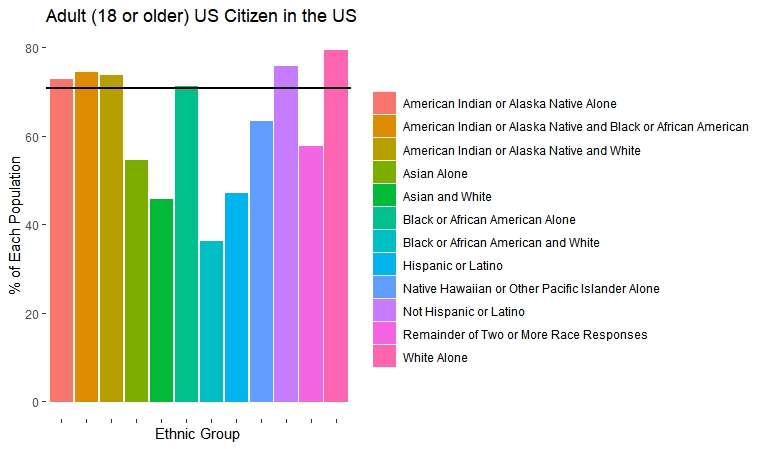 Adult (18 or older) US Citizen in the US
% of Each Population
80
60
40
20
0
Ethnic Group
American Indian or Alaska Native Alone
American Indian or Alaska Native and Black or African American
American Indian or Alaska Native and White
Asian Alone
Asian and White
Black or African American Alone
Black or African American and White
Hispanic or Latino
Native Hawaiian or Other Pacific Islander Alone
Not Hispanic or Latino
Remainder of Two or More Race Responses
White Alone